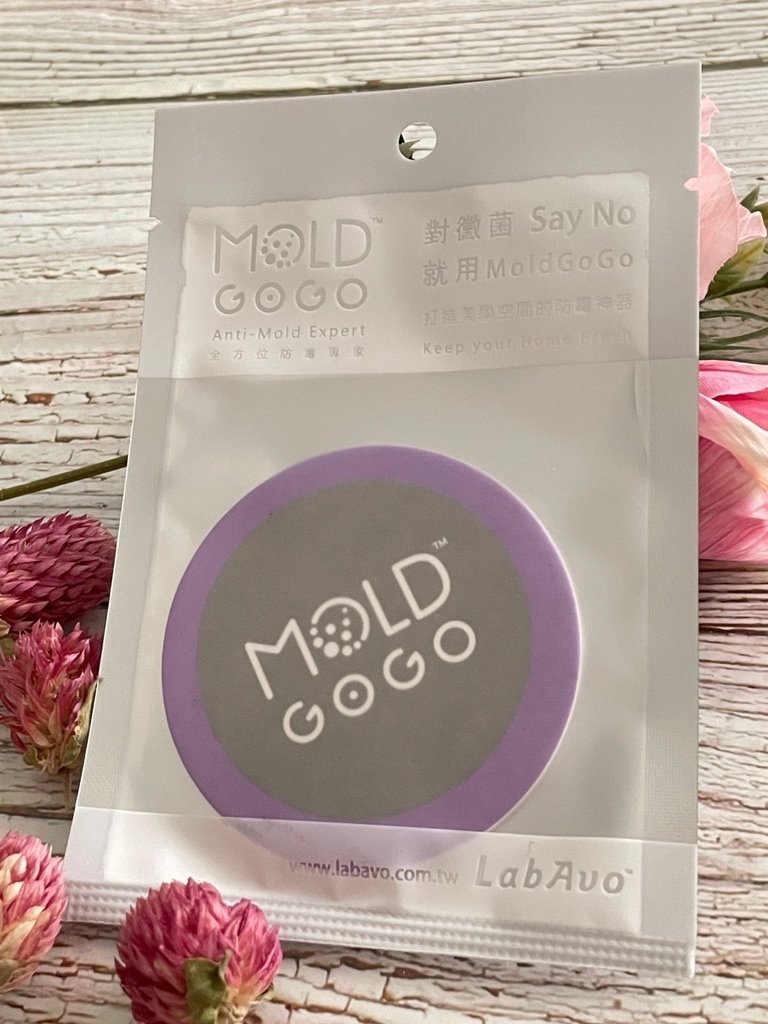 MOLD™
GOGO
Anti-Mold Expert
全方位防霉專家
對黴菌 Say No
就用MoldGoGo
打造美學空間的防霉神器
Keep your Home Fresh
MOLD™
GOGO
www.labavo.com.tw
LabAvo™